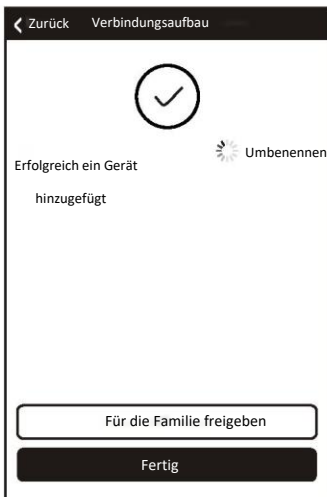 Zurück Verbindungsaufbau
Umbenennen
Erfolgreich ein Gerät
hinzugefügt
Für die Familie freigeben
Fertig